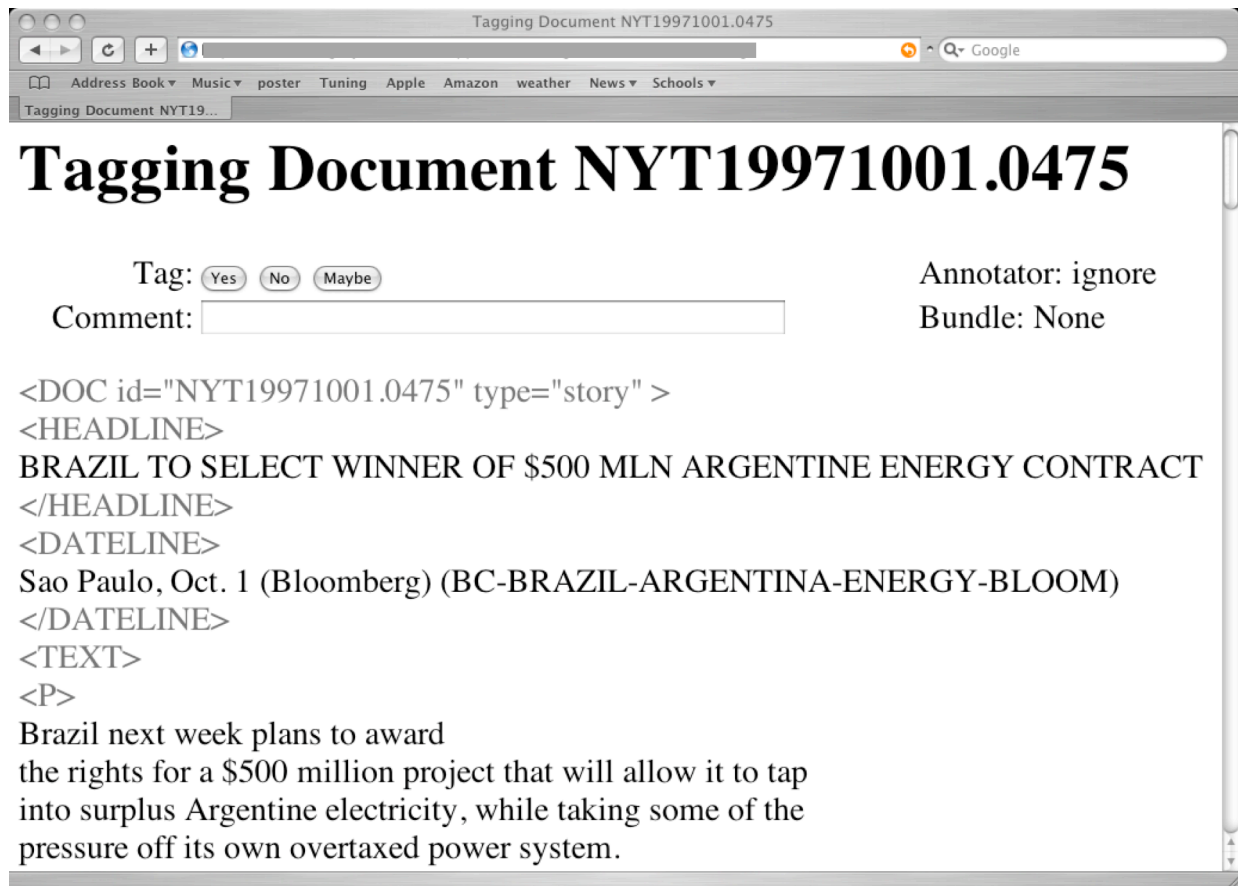 Tagging Document NYT19971001.0475
Google
Address Book Music poster Tuning Apple Amazon weather News Schools
Tagging Document NYT19...
Tagging Document NYT19971001.0475
Tag: Yes No Maybe Annotator: ignore
Comment: Bundle: None
<DOC id="NYT19971001.0475" type="story" >
<HEADLINE>
BRAZIL TO SELECT WINNER OF $500 MLN ARGENTINE ENERGY CONTRACT
</HEADLINE>
<DATELINE>
Sao Paulo, Oct. 1 (Bloomberg) (BC-BRAZIL-ARGENTINA-ENERGY-BLOOM)
</DATELINE>
<TEXT>
<P>
Brazil next week plans to award
the rights for a $500 million project that will allow it to tap
into surplus Argentine electricity, while taking some of the
pressure off its own overtaxed power system.